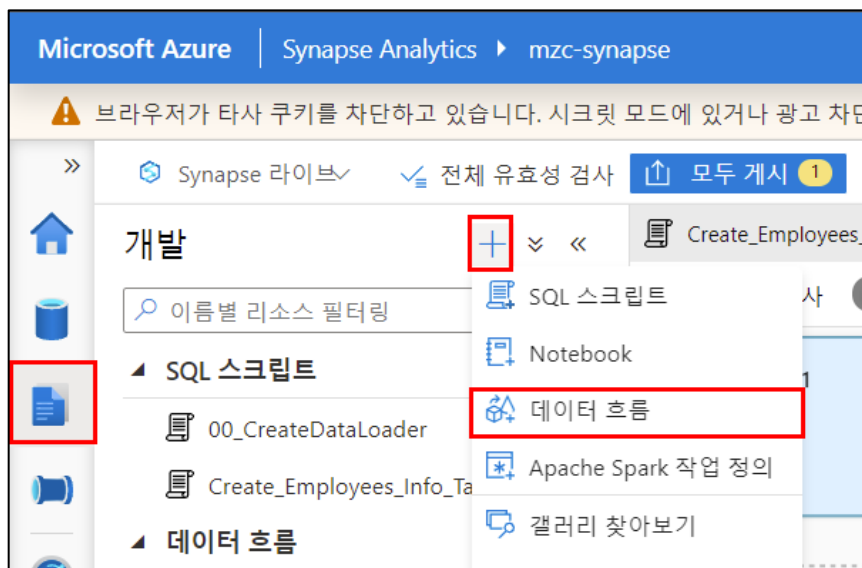 Microsoft Azure Synapse Analytics mzc-synapse
브라우저가 타사 쿠키를 차단하고 있습니다. 시크릿 모드에 있거나 광고
Synapse 라이브 전체 유효성 검사 모두 게시 1
개발
Create_Employees_
이름별 리소스 필터링
SQL 스크립트
00_CreateDataLoader
Create_Employees_Info_Ta
데이터 흐름
SQL 스크립트
Notebook
데이터 흐름
Apache Spark 작업 정의
갤러리 찾아보기
사
1